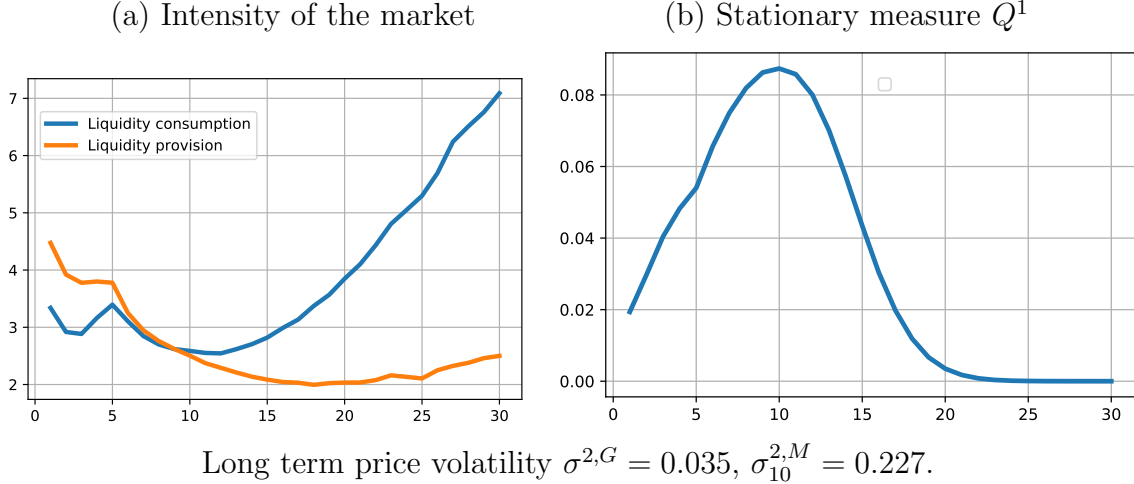 (a) Intensity of the market
(b) Stationary measure Q¹
7
6
5
4
3
2
Liquidity consumption
Liquidity provision
0 5 10 15 20 25 30
0.08
0.06
0.04
0.02
0.00
0 5 10 15 20 25 30
Long term price volatility σ^{2,G} = 0.035, σ_{10}^{2,M} = 0.227.